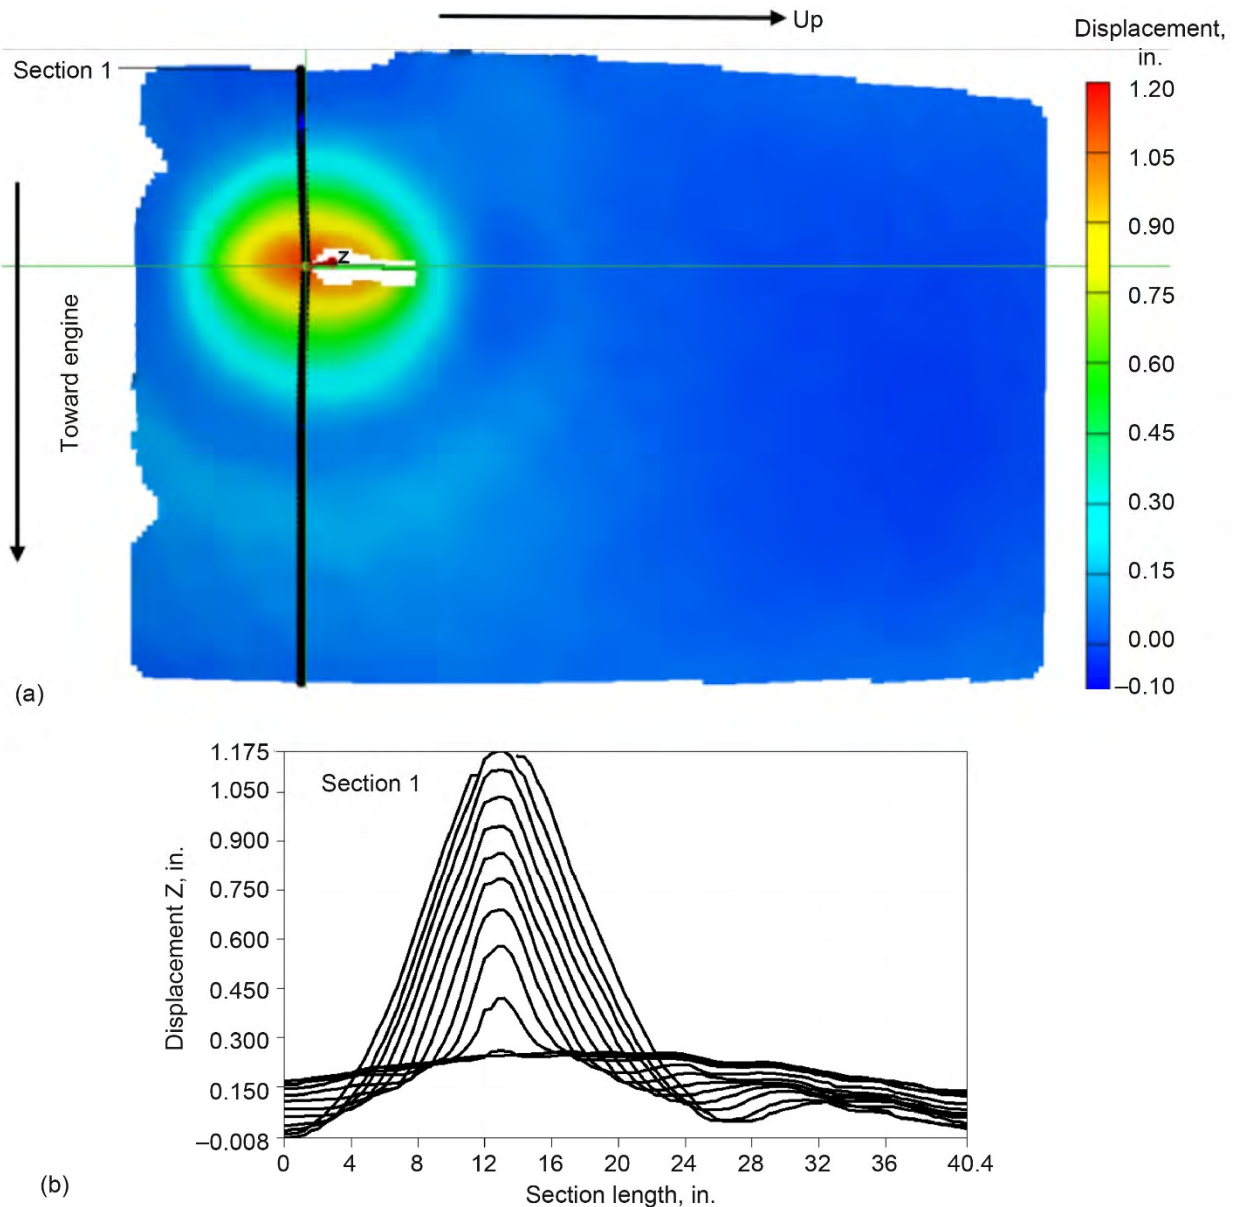 Up
Displacement,
in.
Section 1
1.20
1.05
0.90
0.75
0.60
0.45
0.30
0.15
0.00
–0.10
Z
Toward engine
(a)
Section 1
Displacement Z, in.
1.175
1.050
0.900
0.750
0.600
0.450
0.300
0.150
–0.008
0 4 8 12 16 20 24 28 32 36 40.4
Section length, in.
(b)